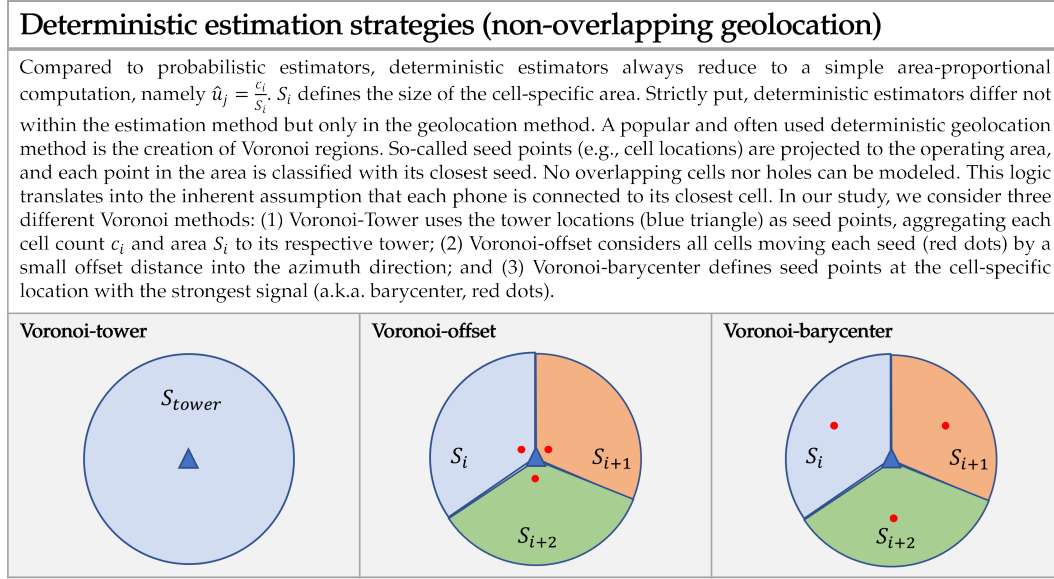 Deterministic estimation strategies (non-overlapping geolocation)
Compared to probabilistic estimators, deterministic estimators always reduce to a simple area-proportional
computation, namely û_j = c_i/S_i. S_i defines the size of the cell-specific area. Strictly put, deterministic estimators differ not
within the estimation method but only in the geolocation method. A popular and often used deterministic geolocation
method is the creation of Voronoi regions. So-called seed points (e.g., cell locations) are projected to the operating area,
and each point in the area is classified with its closest seed. No overlapping cells nor holes can be modeled. This logic
translates into the inherent assumption that each phone is connected to its closest cell. In our study, we consider three
different Voronoi methods: (1) Voronoi-Tower uses the tower locations (blue triangle) as seed points, aggregating each
cell count c_i and area S_i to its respective tower; (2) Voronoi-offset considers all cells moving each seed (red dots) by a
small offset distance into the azimuth direction; and (3) Voronoi-barycenter defines seed points at the cell-specific
location with the strongest signal (a.k.a. barycenter, red dots).
Voronoi-tower
S_tower
Voronoi-offset
S_i
S_i+1
S_i+2
Voronoi-barycenter
S_i
S_i+1
S_i+2